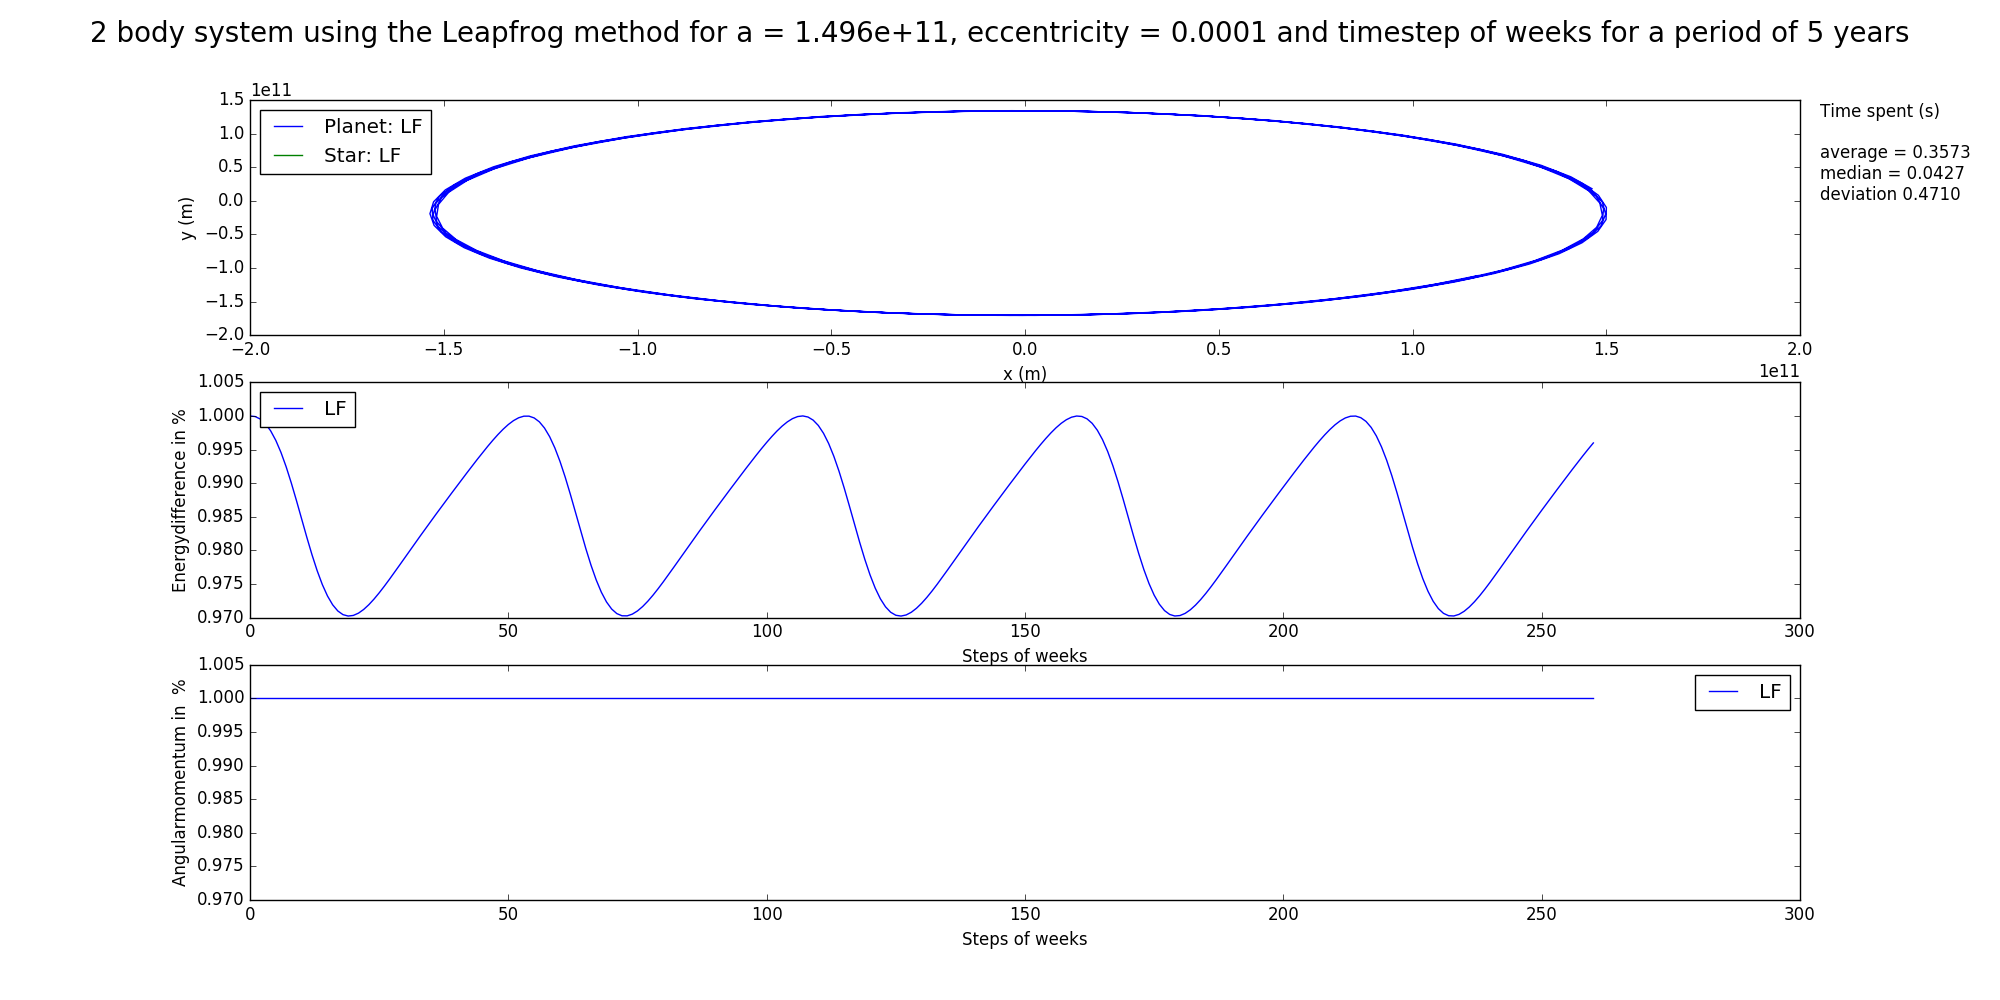 2 body system using the Leapfrog method for a = 1.496e+11, eccentricity = 0.0001 and timestep of weeks for a period of 5 years
1e11
Planet: LF
Star: LF
Time spent (s)
average = 0.3573
median = 0.0427
deviation 0.4710
y (m)
1.5
1.0
0.5
0.0
−0.5
−1.0
−1.5
−2.0
−2.0 −1.5 −1.0 −0.5 0.0 0.5 1.0 1.5 2.0
x (m)
1e11
LF
Energydifference in %
1.005
1.000
0.995
0.990
0.985
0.980
0.975
0.970
0 50 100 150 200 250 300
Steps of weeks
LF
Angularmomentum in %
1.005
1.000
0.995
0.990
0.985
0.980
0.975
0.970
0 50 100 150 200 250 300
Steps of weeks